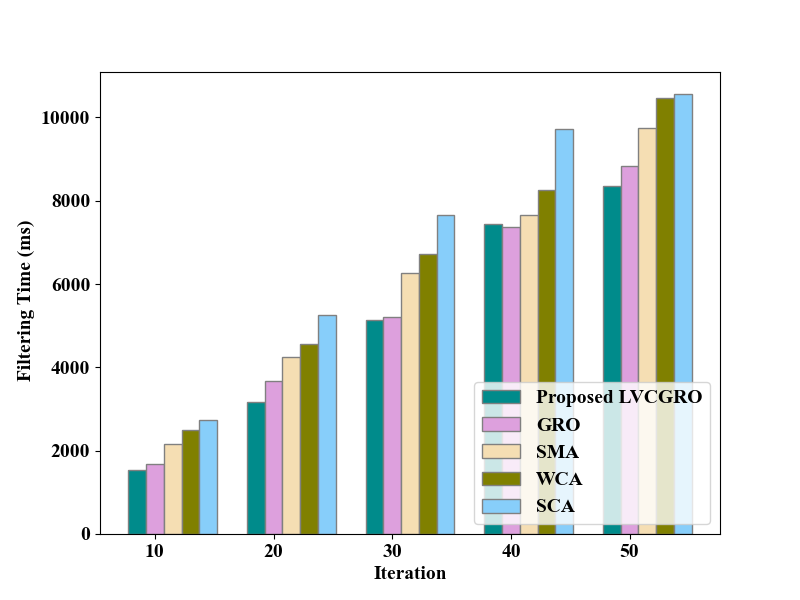 10000
8000
6000
4000
2000
0
Filtering Time (ms)
Proposed LVCGRO
GRO
SMA
WCA
SCA
10 20 30 40 50
Iteration